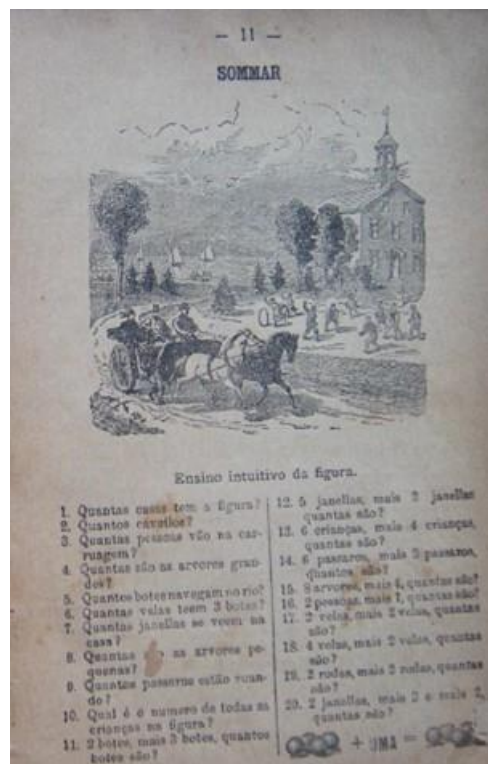 — 11 —
SOMMAR
Ensino intuitivo da figura.
1. Quantas casas tem a figura?
2. Quantos cavallos?
3. Quantas pessoas vão na car-
ruagem?
4. Quantas são as arvores gran-
des?
5. Quantos botes navegam no rio?
6. Quantas velas teem 3 botes?
7. Quantas janellas se veem na
casa?
8. Quantas as arvores pe-
quenas?
9. Quantos passaros estão voan-
do?
10. Qual é o numero de todas as
crianças na figura?
11. 2 botes, mais 3 botes, quantos
botes são?
12. 5 janellas, mais 2 janellas
quantas são?
13. 6 crianças, mais 4 crianças,
quantas são?
14. 6 passaros, mais 3 passaros,
quantos são?
15. 8 arvores, mais 4, quantas são?
16. 2 pessoas, mais 1, quantas são?
17. 2 velas, mais 2 velas, quantas
são?
18. 4 velas, mais 2 velas, quantas
são?
19. 2 rodas, mais 2 rodas, quantas
são?
20. 2 janellas, mais 2 e mais 2,
quantas são?
+ UMA =